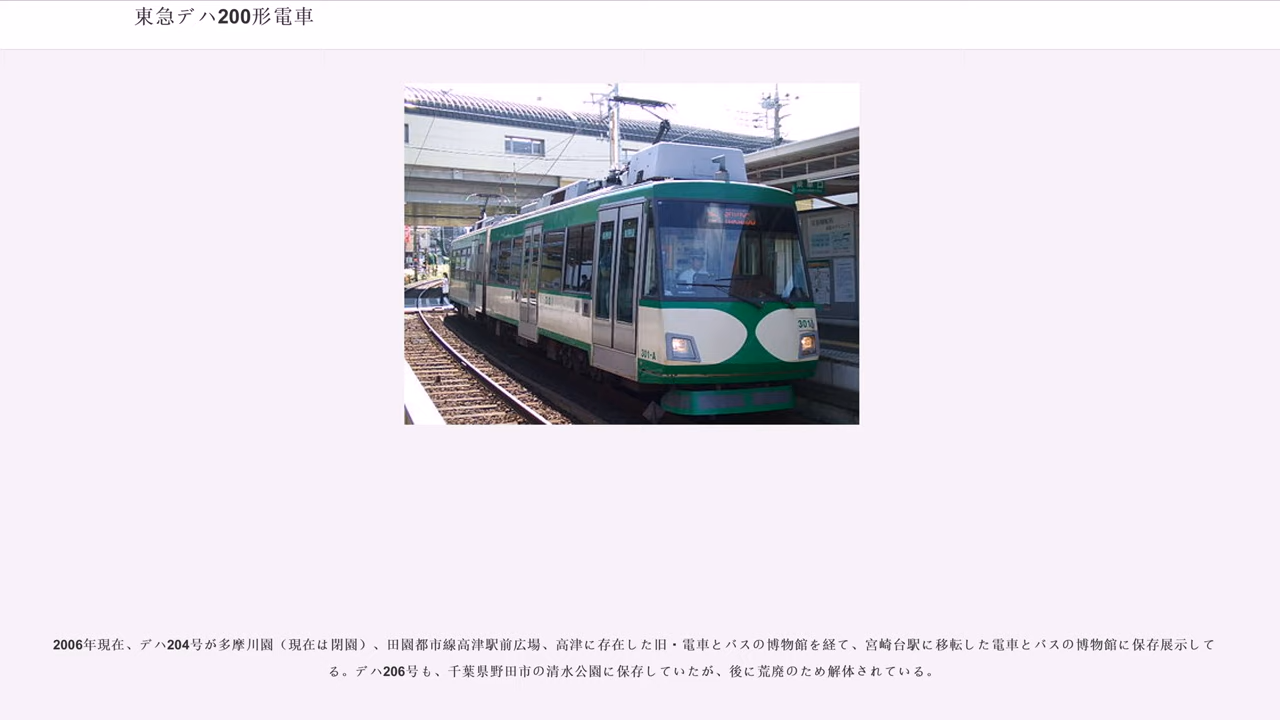 東急デハ200形電車
301
301-A
2006年現在、デハ204号が多摩川園（現在は閉園）、田園都市線高津駅前広場、高津に存在した旧・電車とバスの博物館を経て、宮崎台駅に移転した電車とバスの博物館に保存展示して
る。デハ206号も、千葉県野田市の清水公園に保存していたが、後に荒廃のため解体されている。